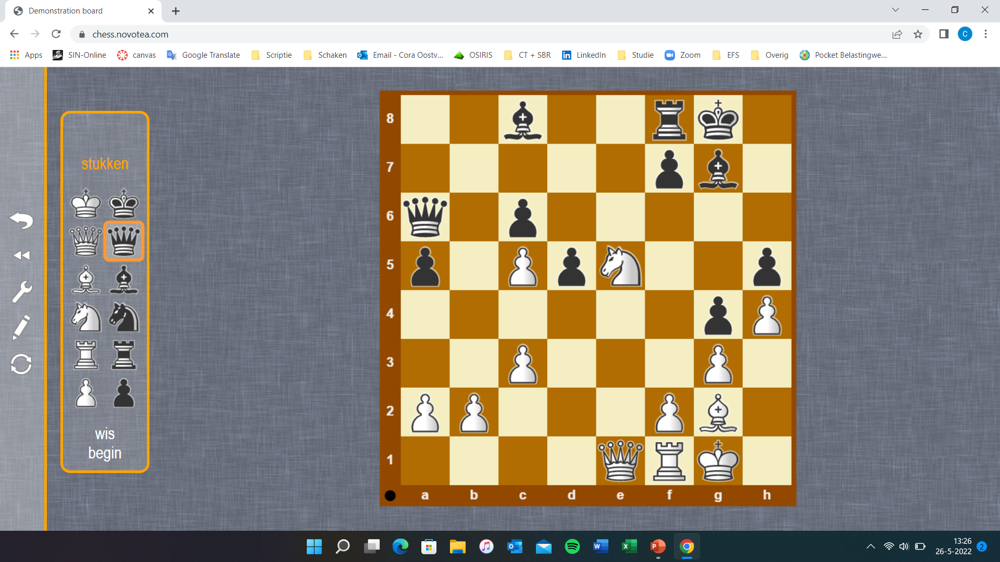 Demonstration board
chess.novotea.com
C
Apps SIN-Online canvas Google Translate Scriptie Schaken Email - Cora Oostv... OSIRIS CT + SBR LinkedIn Studie Zoom EFS Overig Pocket Belastingwe...
stukken
wis
begin
8
7
6
5
4
3
2
1
a b c d e f g h
13:26
26-5-2022
2